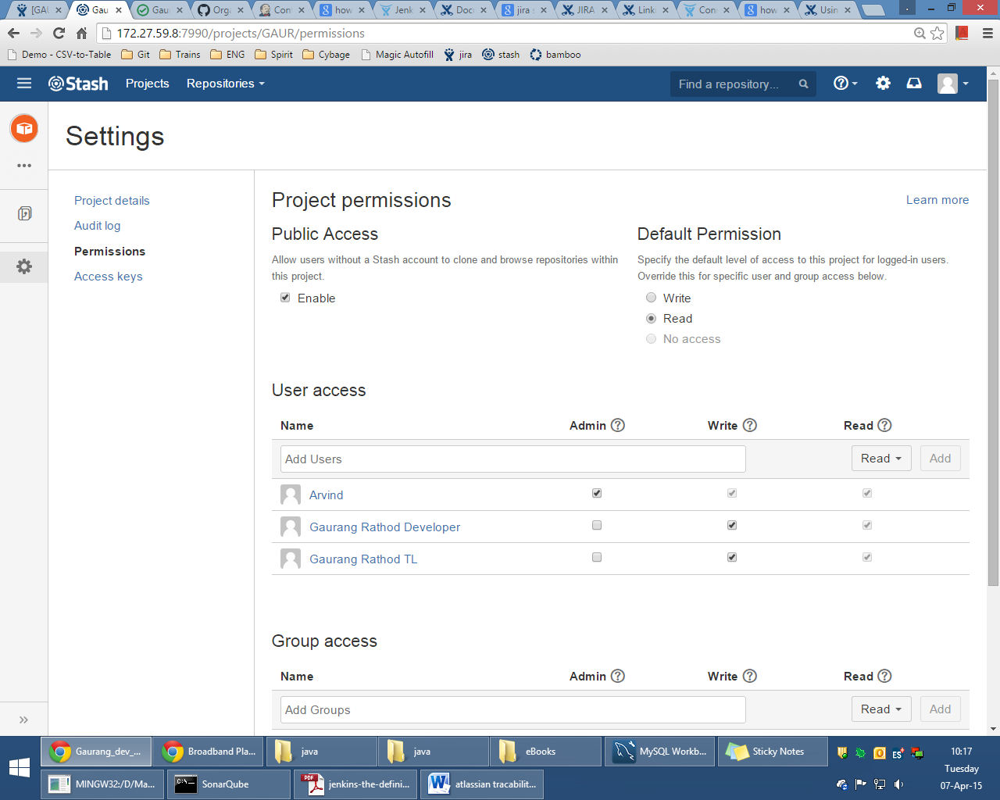 [GAU
Gau
Gau
Orga
Con
how
Jenk
Doc
jira s
JIRA
Link
Con
how
Usin
172.27.59.8:7990/projects/GAUR/permissions
Demo - CSV-to-Table
Git
Trains
ENG
Spirit
Cybage
Magic Autofill
jira
stash
bamboo
Stash
Projects
Repositories
Find a repository...
Settings
Project details
Audit log
Permissions
Access keys
Project permissions
Learn more
Public Access
Allow users without a Stash account to clone and browse repositories within
this project.
Enable
Default Permission
Specify the default level of access to this project for logged-in users.
Override this for specific user and group access below.
Write
Read
No access
User access
Name Admin ? Write ? Read ?
Add Users Read Add
Arvind
Gaurang Rathod Developer
Gaurang Rathod TL
Group access
Name Admin ? Write ? Read ?
Add Groups Read Add
Gaurang_dev_...
Broadband Pla...
java
java
eBooks
MySQL Workb...
Sticky Notes
10:17
Tuesday
07-Apr-15
MINGW32:/D/Ma...
SonarQube
jenkins-the-defini...
atlassian tracabilit...